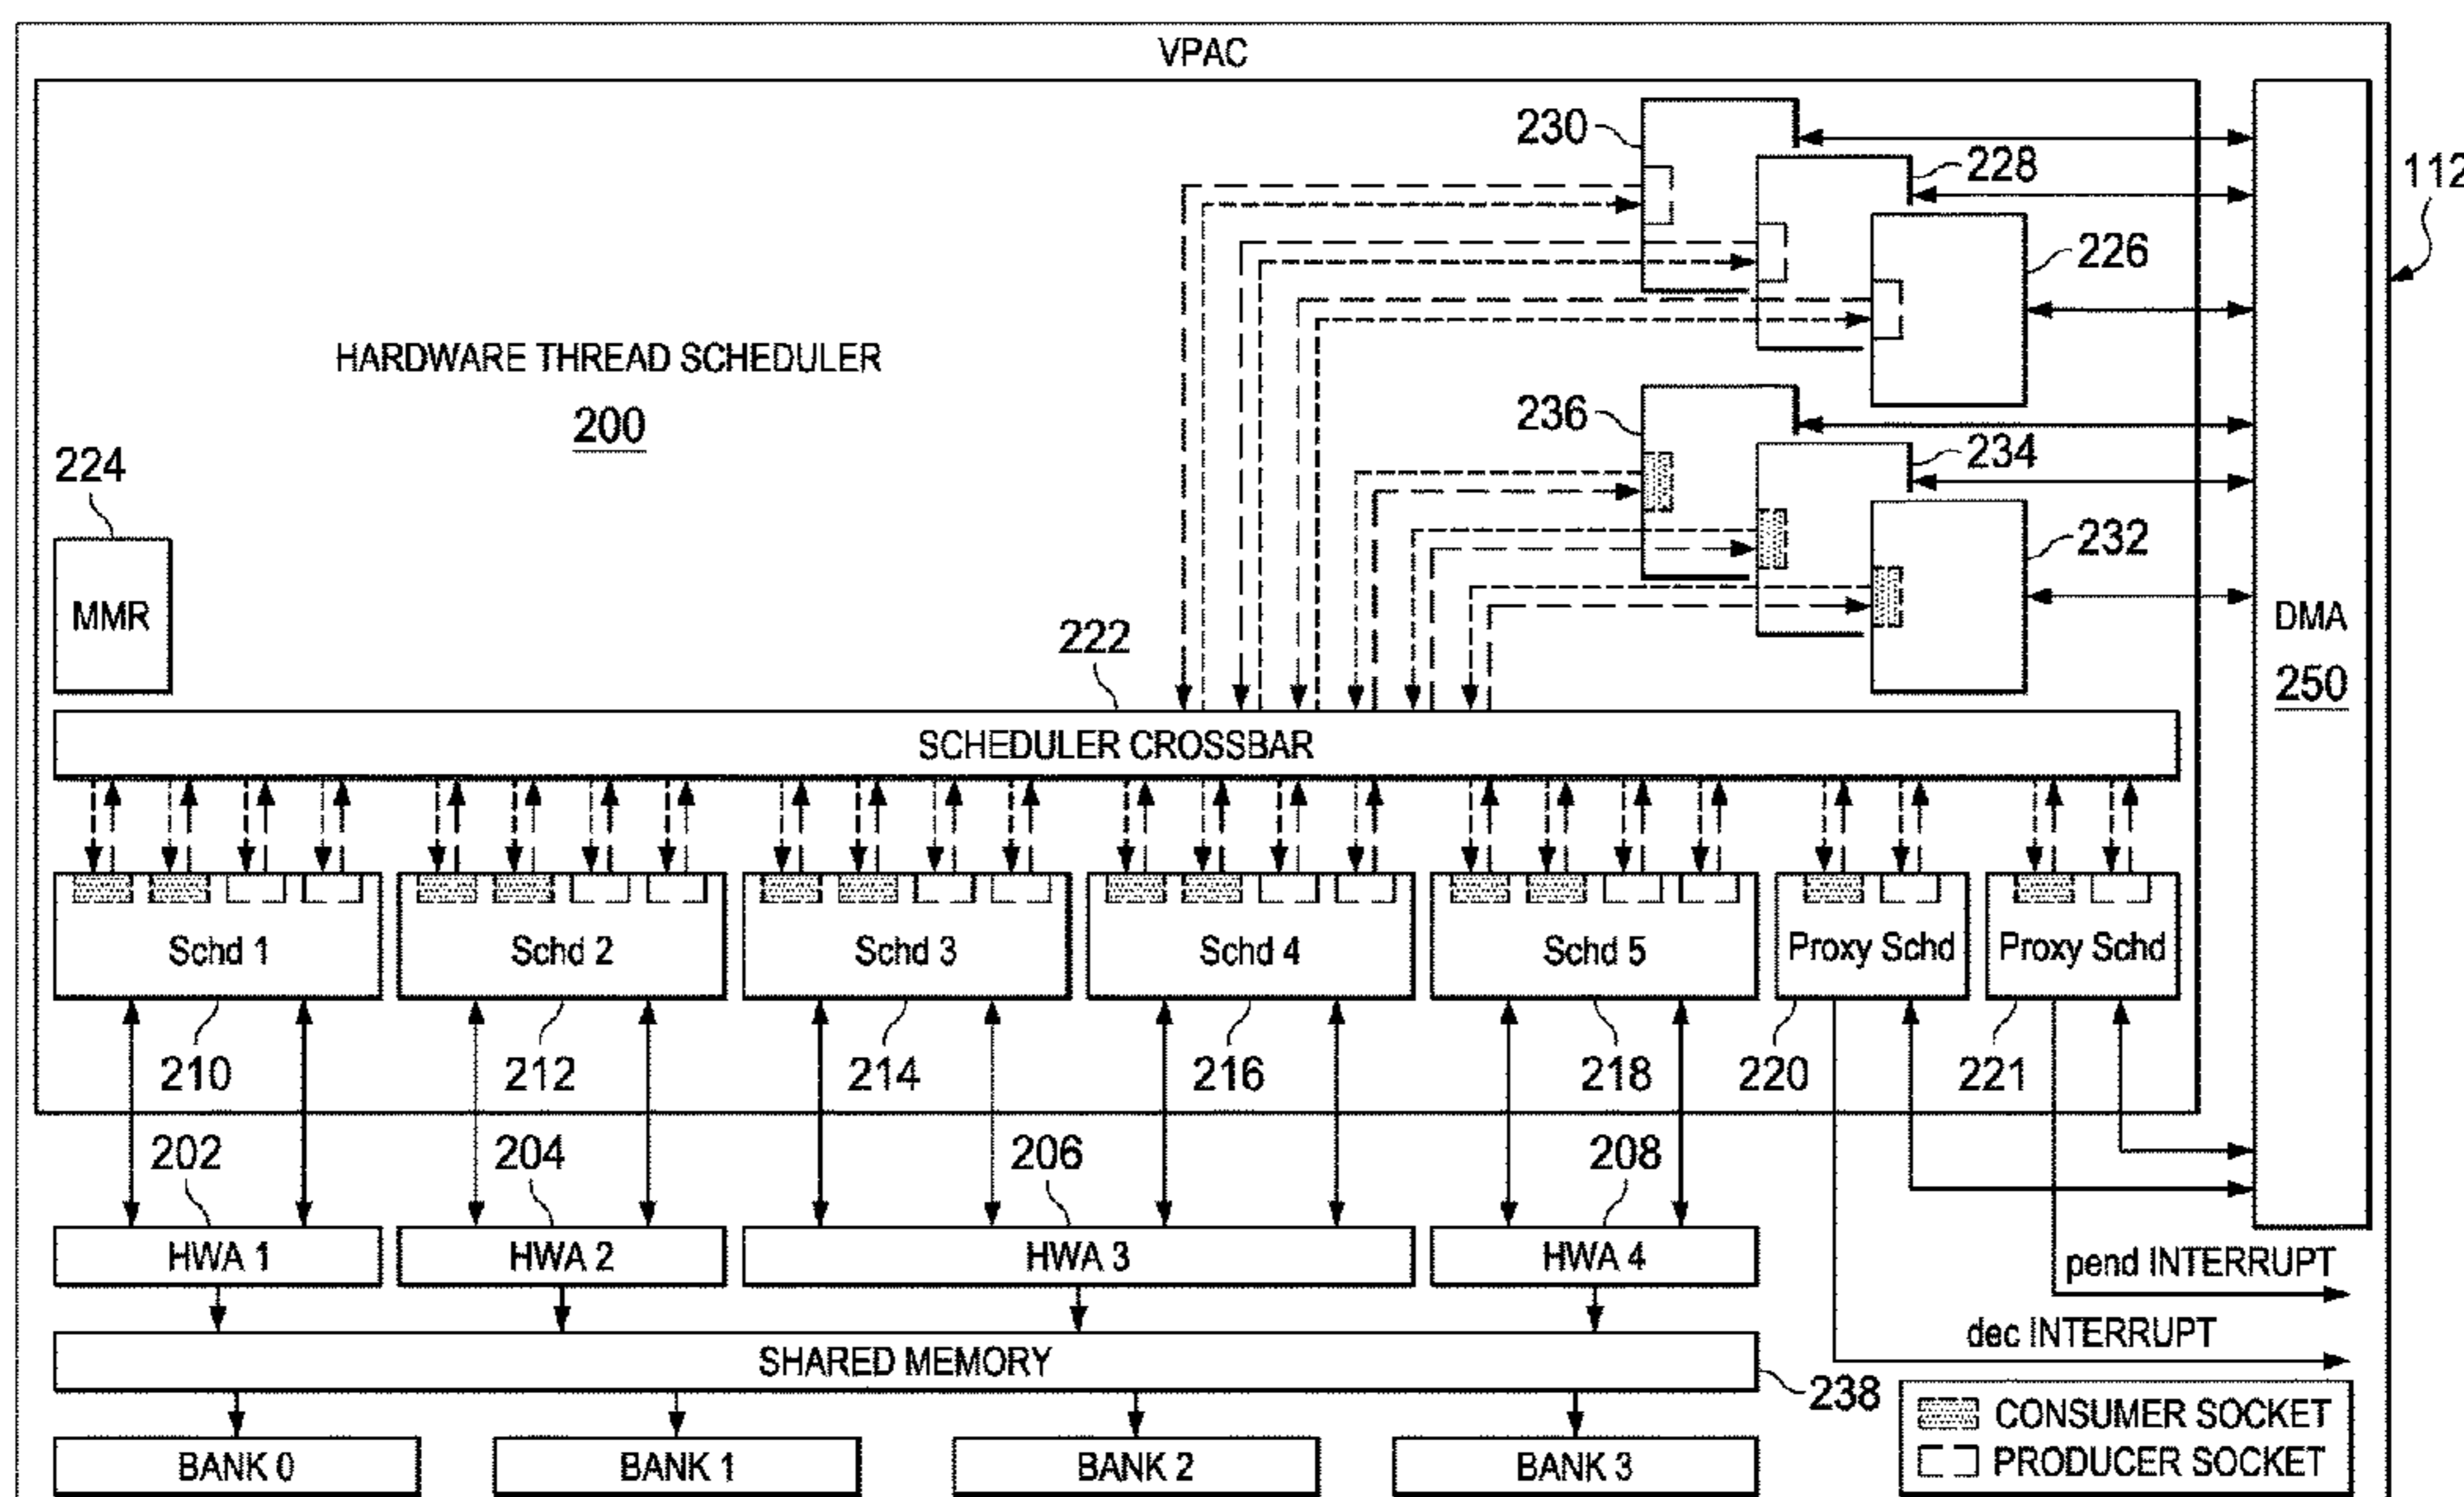 VPAC
230
228
112
226
HARDWARE THREAD SCHEDULER
200
236
234
224
232
MMR
DMA
222
250
SCHEDULER CROSSBAR
Schd 1 Schd 2 Schd 3 Schd 4 Schd 5 Proxy Schd Proxy Schd
210 212 214 216 218 220 221
202 204 206 208
HWA 1 HWA 2 HWA 3 HWA 4
pend INTERRUPT
dec INTERRUPT
SHARED MEMORY
238
CONSUMER SOCKET
BANK 0 BANK 1 BANK 2 BANK 3
PRODUCER SOCKET